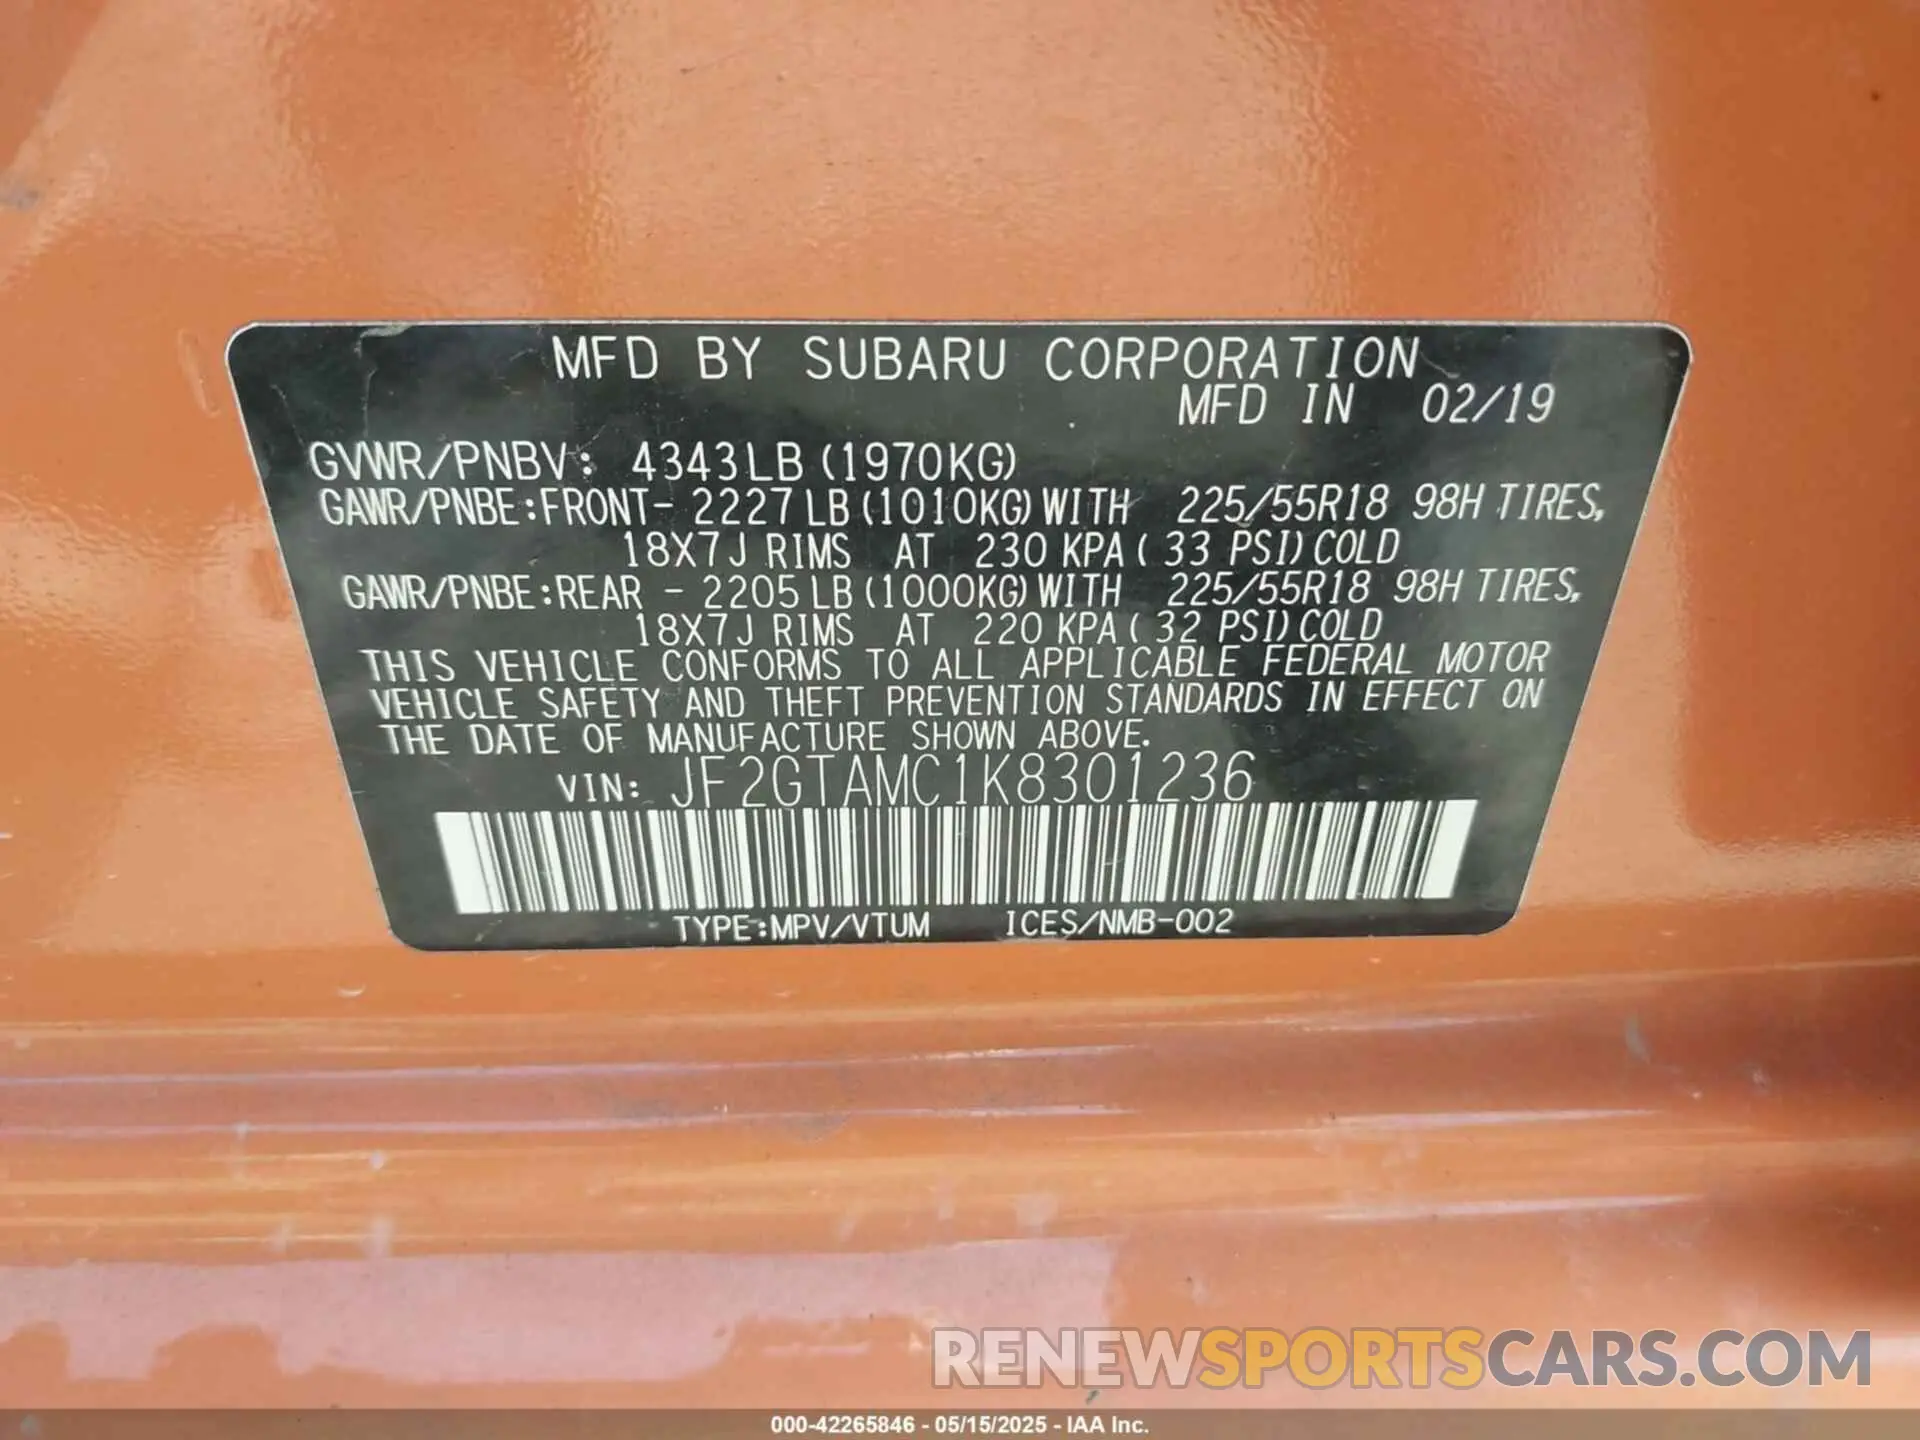 MFD BY SUBARU CORPORATION
MFD IN 02/19
GVWR/PNBV: 4343LB (1970KG)
GAWR/PNBE:FRONT- 2227LB (1010KG) WITH 225/55R18 98H TIRES,
18X7J RIMS AT 230 KPA ( 33 PSI) COLD
GAWR/PNBE:REAR - 2205LB (1000KG) WITH 225/55R18 98H TIRES,
18X7J RIMS AT 220 KPA ( 32 PSI) COLD
THIS VEHICLE CONFORMS TO ALL APPLICABLE FEDERAL MOTOR
VEHICLE SAFETY AND THEFT PREVENTION STANDARDS IN EFFECT ON
THE DATE OF MANUFACTURE SHOWN ABOVE.
VIN: JF2GTAMC1K8301236
TYPE:MPV/VTUM ICES/NMB-002
RENEWSPORTSCARS.COM
000-42265846 - 05/15/2025 - IAA Inc.